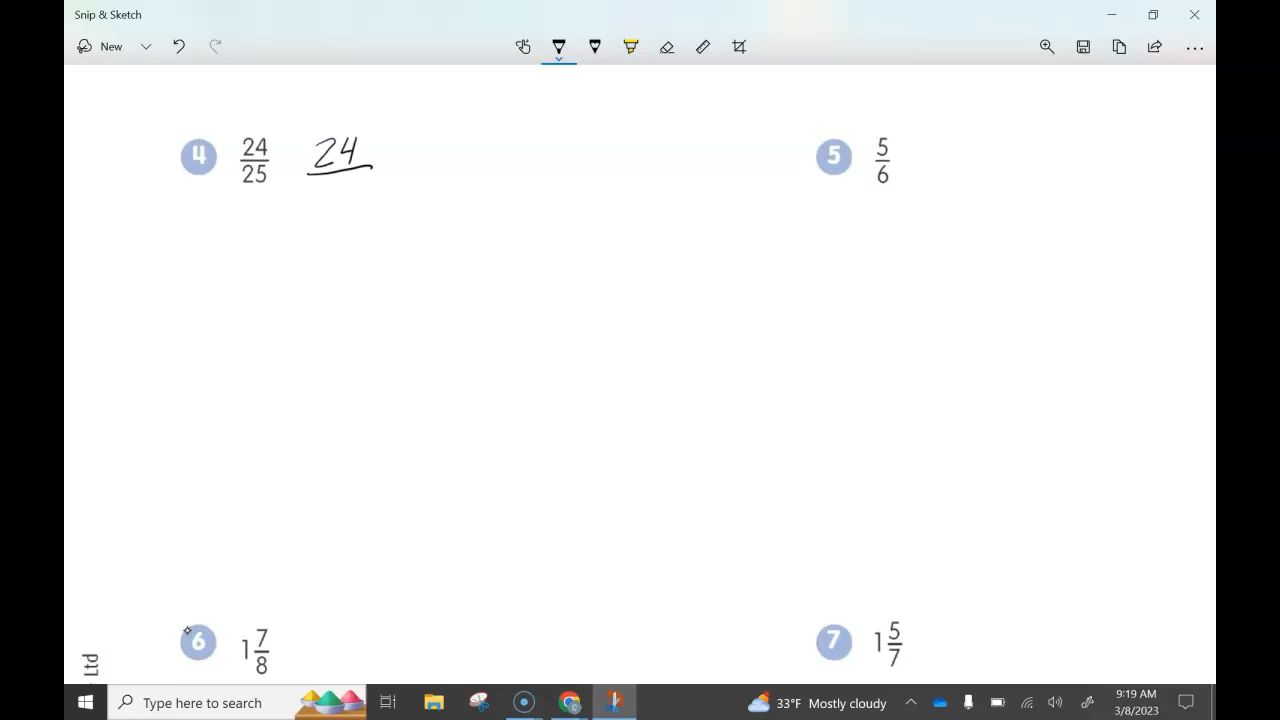 Snip & Sketch
New
4 24/25 24
5 5/6
6 1 7/8
7 1 5/7
Ltd
Type here to search
33°F Mostly cloudy
9:19 AM
3/8/2023